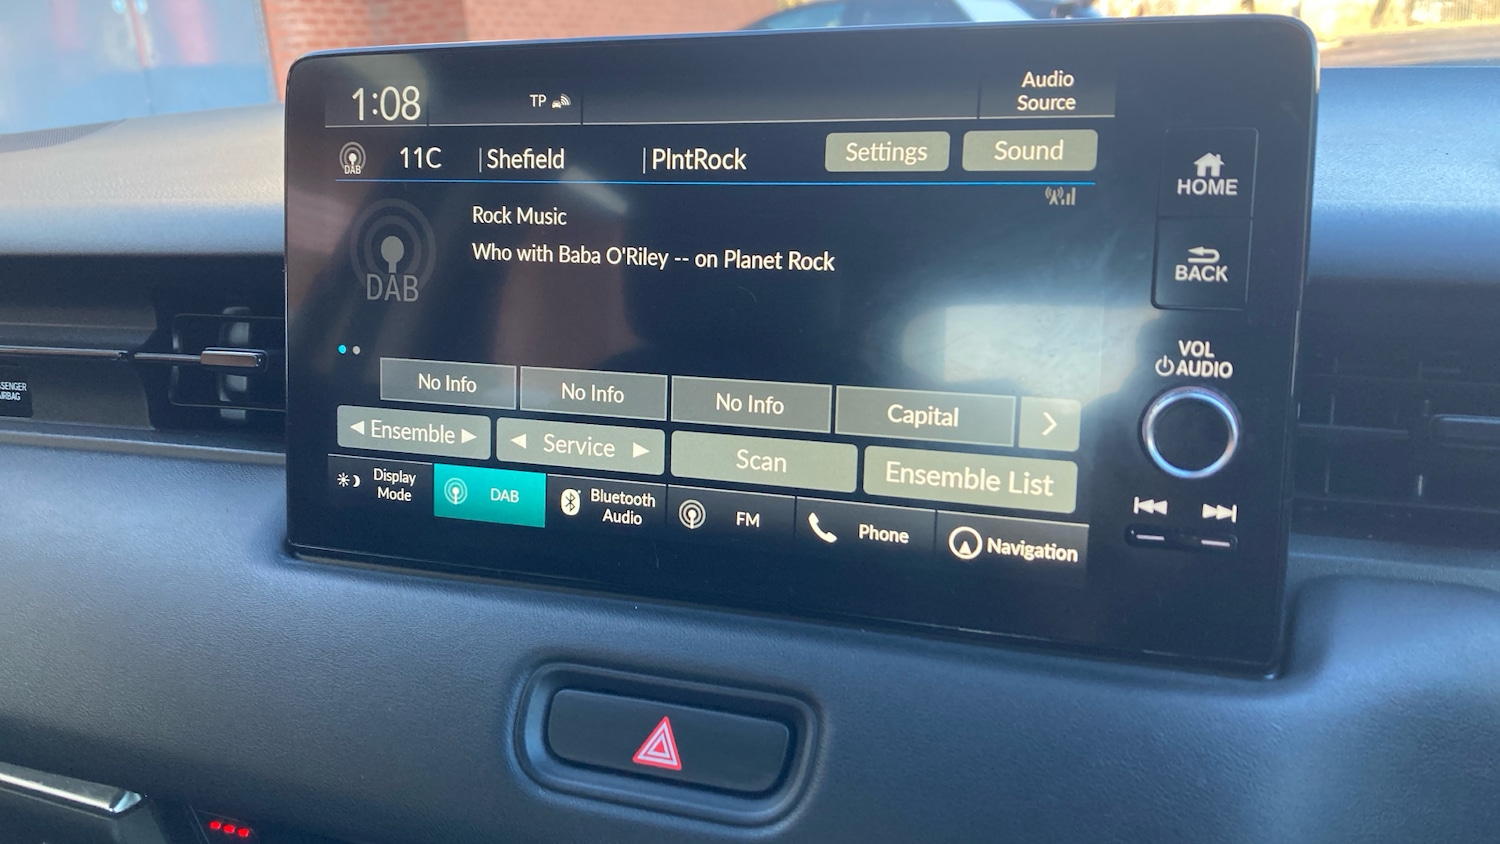 1:08
TP
Audio
Source
DAB
11C
Shefield
PlntRock
Settings
Sound
HOME
Rock Music
Who with Baba O'Riley -- on Planet Rock
DAB
BACK
VOL
AUDIO
No Info
No Info
No Info
Capital
Ensemble
Service
Scan
Ensemble List
Display
Mode
DAB
Bluetooth
Audio
FM
Phone
Navigation